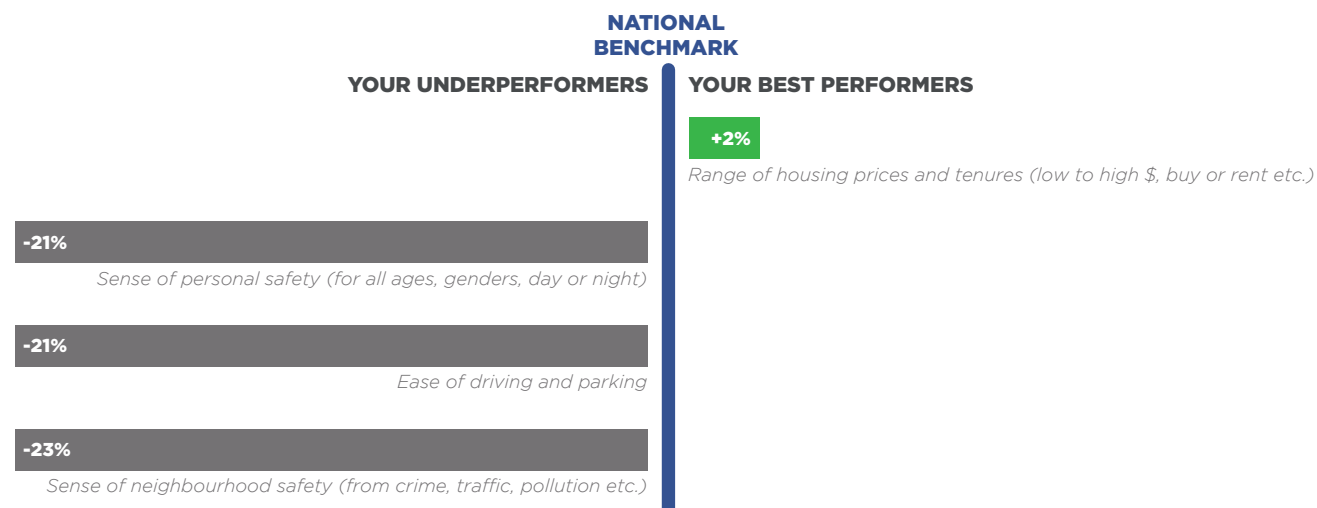 NATIONAL
BENCHMARK
YOUR UNDERPERFORMERS
YOUR BEST PERFORMERS
+2%
Range of housing prices and tenures (low to high $, buy or rent etc.)
-21%
Sense of personal safety (for all ages, genders, day or night)
-21%
Ease of driving and parking
-23%
Sense of neighbourhood safety (from crime, traffic, pollution etc.)